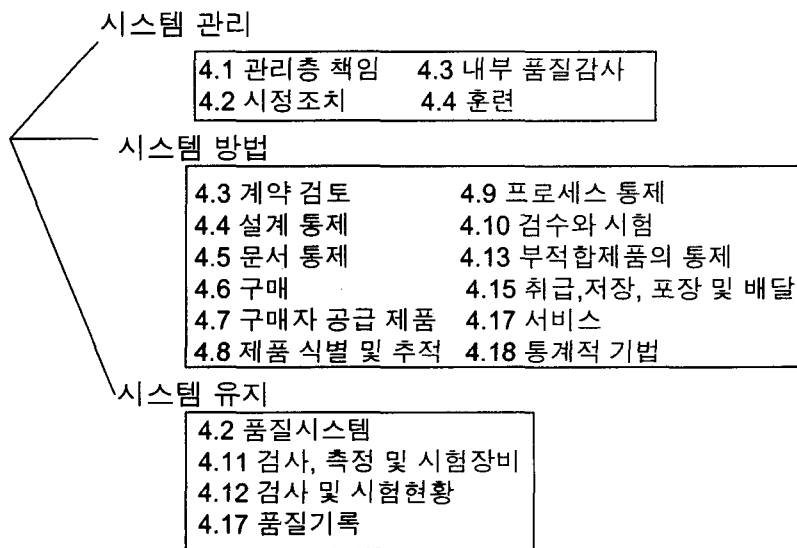 시스템 관리
4.1 관리층 책임 4.3 내부 품질감사
4.2 시정조치 4.4 훈련
시스템 방법
4.3 계약 검토 4.9 프로세스 통제
4.4 설계 통제 4.10 검수와 시험
4.5 문서 통제 4.13 부적합제품의 통제
4.6 구매 4.15 취급,저장, 포장 및 배달
4.7 구매자 공급 제품 4.17 서비스
4.8 제품 식별 및 추적 4.18 통계적 기법
시스템 유지
4.2 품질시스템
4.11 검사, 측정 및 시험장비
4.12 검사 및 시험현황
4.17 품질기록